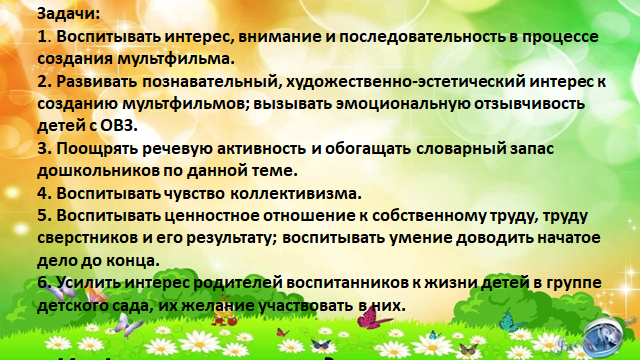 Задачи:
1. Воспитывать интерес, внимание и последовательность в процессе
создания мультфильма.
2. Развивать познавательный, художественно-эстетический интерес к
созданию мультфильмов; вызывать эмоциональную отзывчивость
детей с ОВЗ.
3. Поощрять речевую активность и обогащать словарный запас
дошкольников по данной теме.
4. Воспитывать чувство коллективизма.
5. Воспитывать ценностное отношение к собственному труду, труду
сверстников и его результату; воспитывать умение доводить начатое
дело до конца.
6. Усилить интерес родителей воспитанников к жизни детей в группе
детского сада, их желание участвовать в них.